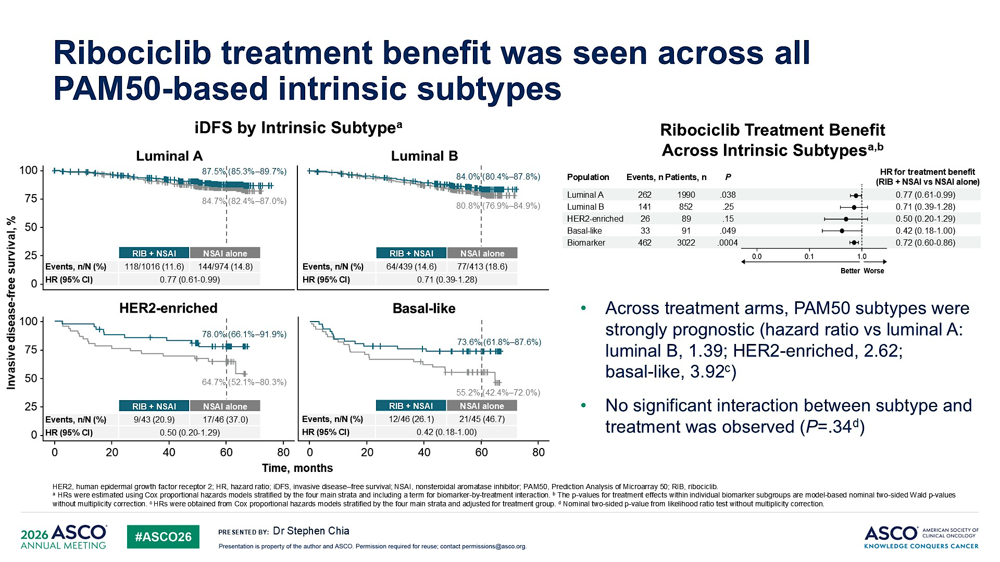 Ribociclib treatment benefit was seen across all
PAM50-based intrinsic subtypes
iDFS by Intrinsic Subtypeᵃ
Invasive disease-free survival, %
Luminal A
100
75
50
25
0
87.5% (85.3%–89.7%)
84.7% (82.4%–87.0%)
RIB + NSAI NSAI alone
Events, n/N (%) 118/1016 (11.6) 144/974 (14.8)
HR (95% CI) 0.77 (0.61-0.99)
Luminal B
84.0% (80.4%–87.8%)
80.8% (76.9%–84.9%)
RIB + NSAI NSAI alone
Events, n/N (%) 64/439 (14.6) 77/413 (18.6)
HR (95% CI) 0.71 (0.39-1.28)
HER2-enriched
100
75
50
25
0
78.0% (66.1%–91.9%)
64.7% (52.1%–80.3%)
RIB + NSAI NSAI alone
Events, n/N (%) 9/43 (20.9) 17/46 (37.0)
HR (95% CI) 0.50 (0.20-1.29)
0 20 40 60 80
Basal-like
73.6% (61.8%–87.6%)
55.2% (42.4%–72.0%)
RIB + NSAI NSAI alone
Events, n/N (%) 12/46 (26.1) 21/45 (46.7)
HR (95% CI) 0.42 (0.18-1.00)
0 20 40 60 80
Time, months
Ribociclib Treatment Benefit
Across Intrinsic Subtypesᵃ,ᵇ
Population Events, n Patients, n P HR for treatment benefit
(RIB + NSAI vs NSAI alone)
Luminal A 262 1990 .038 0.77 (0.61-0.99)
Luminal B 141 852 .25 0.71 (0.39-1.28)
HER2-enriched 26 89 .15 0.50 (0.20-1.29)
Basal-like 33 91 .049 0.42 (0.18-1.00)
Biomarker 462 3022 .0004 0.72 (0.60-0.86)
0.0 0.1 1.0
Better Worse
• Across treatment arms, PAM50 subtypes were
strongly prognostic (hazard ratio vs luminal A:
luminal B, 1.39; HER2-enriched, 2.62;
basal-like, 3.92ᶜ)
• No significant interaction between subtype and
treatment was observed (P=.34ᵈ)
HER2, human epidermal growth factor receptor 2; HR, hazard ratio; iDFS, invasive disease–free survival; NSAI, nonsteroidal aromatase inhibitor; PAM50, Prediction Analysis of Microarray 50; RIB, ribociclib.
ᵃ HRs were estimated using Cox proportional hazards models stratified by the four main strata and including a term for biomarker-by-treatment interaction. ᵇ The p-values for treatment effects within individual biomarker subgroups are model-based nominal two-sided Wald p-values
without multiplicity correction. ᶜ HRs were obtained from Cox proportional hazards models stratified by the four main strata and adjusted for treatment group. ᵈ Nominal two-sided p-value from likelihood ratio test without multiplicity correction.
2026 ASCO®
ANNUAL MEETING
#ASCO26
PRESENTED BY: Dr Stephen Chia
Presentation is property of the author and ASCO. Permission required for reuse; contact permissions@asco.org.
ASCO® AMERICAN SOCIETY OF
CLINICAL ONCOLOGY
KNOWLEDGE CONQUERS CANCER